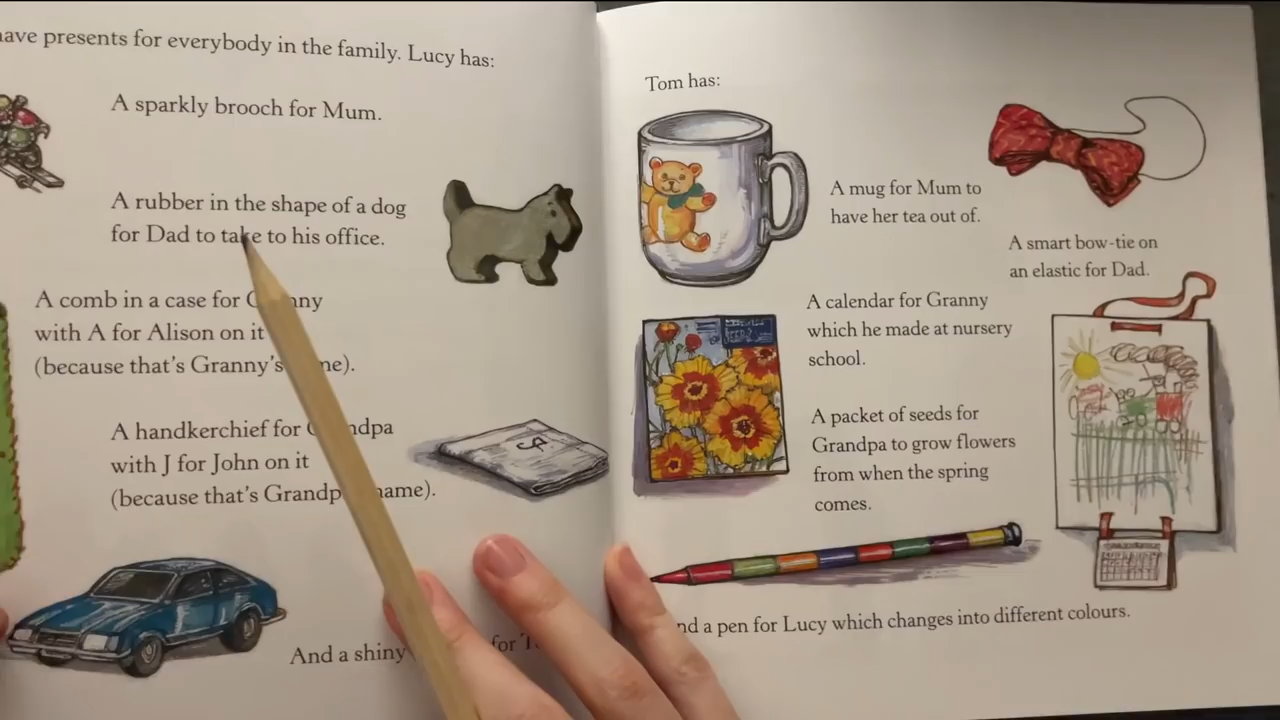 have presents for everybody in the family. Lucy has:
A sparkly brooch for Mum.
A rubber in the shape of a dog
for Dad to take to his office.
A comb in a case for
with A for Alison on it
(because that's Granny's
A handkerchief for
with J for John on it
(because that's
And a shiny for
Tom has:
A mug for Mum to
have her tea out of.
A smart bow-tie on
an elastic for Dad.
A calendar for Granny
which he made at nursery
school.
A packet of seeds for
Grandpa to grow flowers
from when the spring
comes.
a pen for Lucy which changes into different colours.